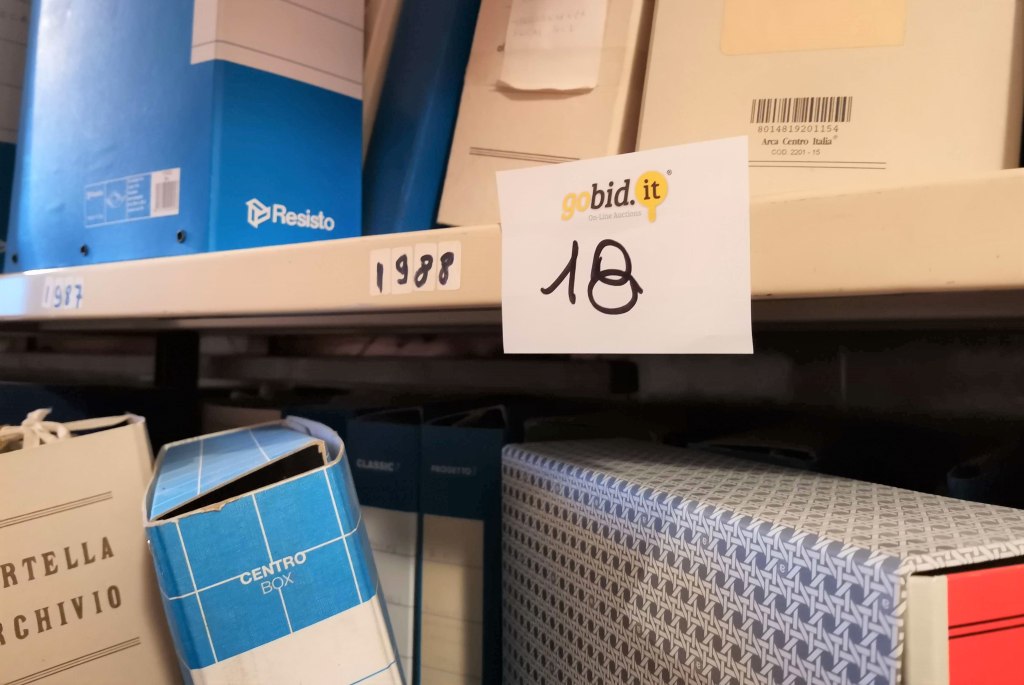 Resisto
8014819201154
Arca Centro Italia®
COD. 2201 - 15
gobid.it®
On-Line Auctions
18
1987
1988
CLASSIC
PROGETTO
CENTRO
BOX
RTELLA
RCHIVIO